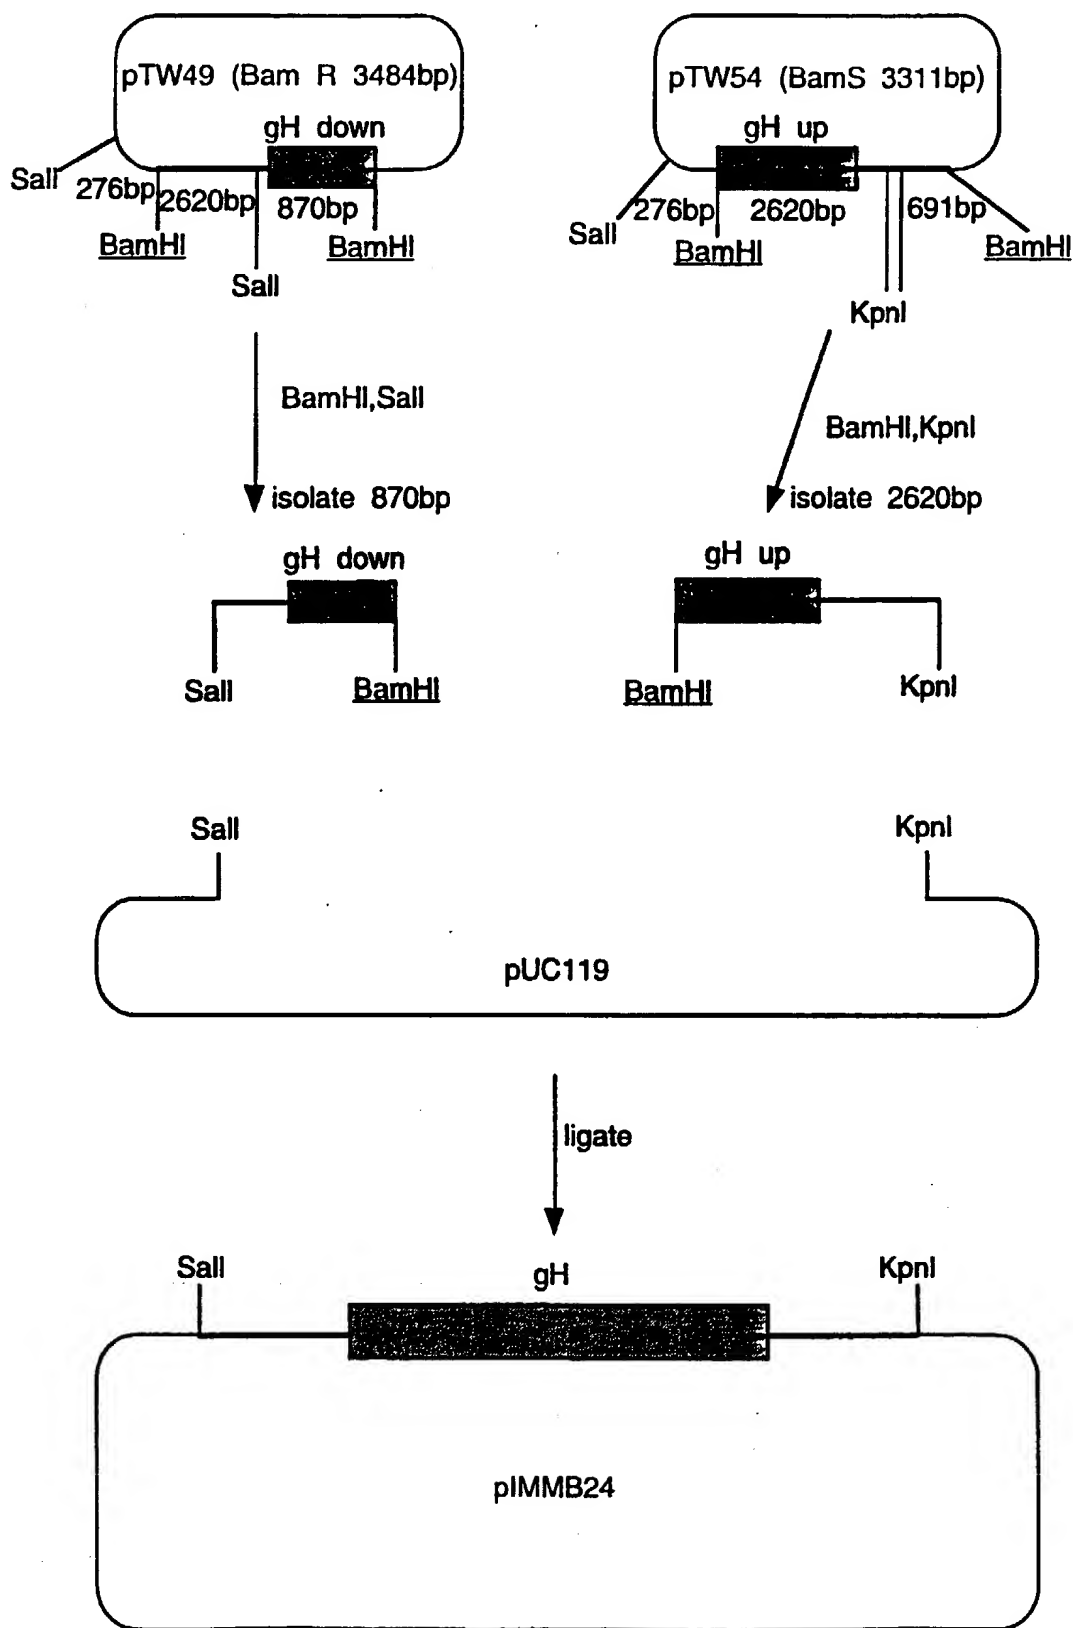 pTW49 (Bam R 3484bp)
gH down
SalI
276bp
2620bp
870bp
BamHI
BamHI
SalI
pTW54 (BamS 3311bp)
gH up
SalI
276bp
2620bp
691bp
BamHI
BamHI
KpnI
BamHI,SalI
BamHI,KpnI
isolate 870bp
isolate 2620bp
gH down
SalI
BamHI
gH up
BamHI
KpnI
SalI
KpnI
pUC119
ligate
SalI
gH
KpnI
pIMMB24